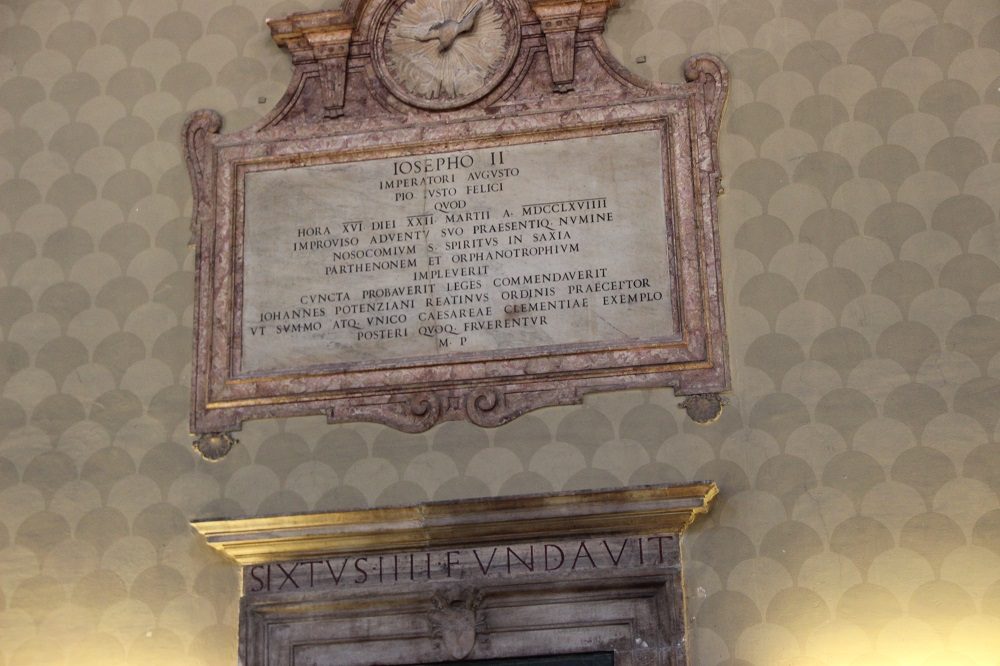 IOSEPHO II
IMPERATORI AVGVSTO
PIO IVSTO FELICI
QVOD
HORA XVI DIEI XXII MARTII A. MDCCLXVIIII
IMPROVISO ADVENTV SVO PRAESENTIQ. NVMINE
NOSOCOMIVM S. SPIRITVS IN SAXIA
PARTHENONEM ET ORPHANOTROPHIVM
IMPLEVERIT
CVNCTA PROBAVERIT LEGES COMMENDAVERIT
IOHANNES POTENZIANI REATINVS ORDINIS PRAECEPTOR
VT SVMMO ATQ. VNICO CAESAREAE CLEMENTIAE EXEMPLO
POSTERI QVOQ. FRVERENTVR
M. P
SIXTVS·IIII·FVNDAVIT